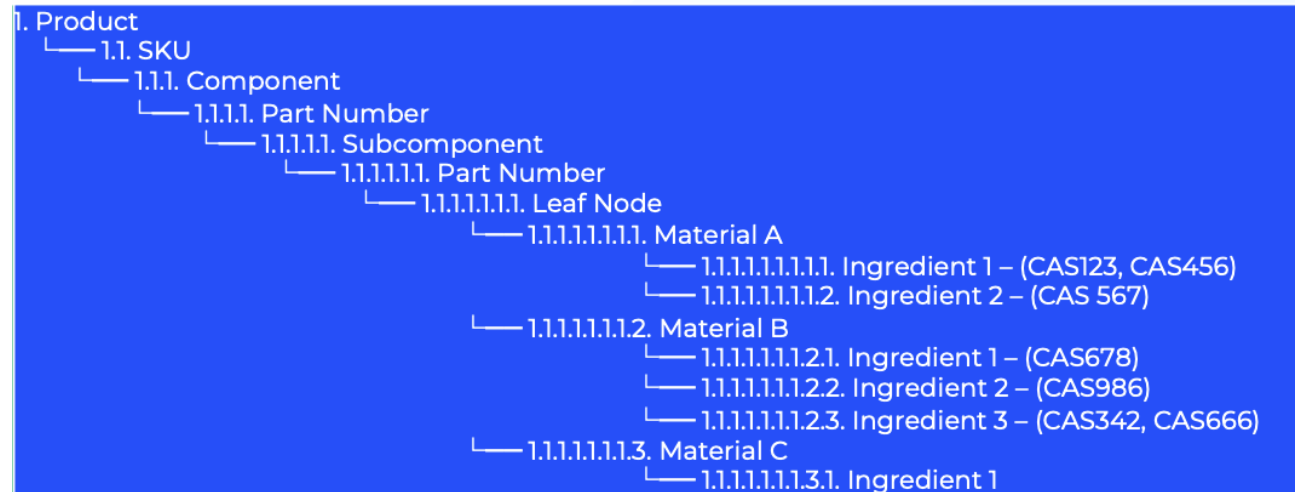 1. Product
1.1. SKU
1.1.1. Component
1.1.1.1. Part Number
1.1.1.1.1. Subcomponent
1.1.1.1.1.1. Part Number
1.1.1.1.1.1.1. Leaf Node
1.1.1.1.1.1.1.1. Material A
1.1.1.1.1.1.1.1.1. Ingredient 1 – (CAS123, CAS456)
1.1.1.1.1.1.1.1.2. Ingredient 2 – (CAS 567)
1.1.1.1.1.1.1.2. Material B
1.1.1.1.1.1.1.2.1. Ingredient 1 – (CAS678)
1.1.1.1.1.1.1.2.2. Ingredient 2 – (CAS986)
1.1.1.1.1.1.1.2.3. Ingredient 3 – (CAS342, CAS666)
1.1.1.1.1.1.1.3. Material C
1.1.1.1.1.1.1.3.1. Ingredient 1